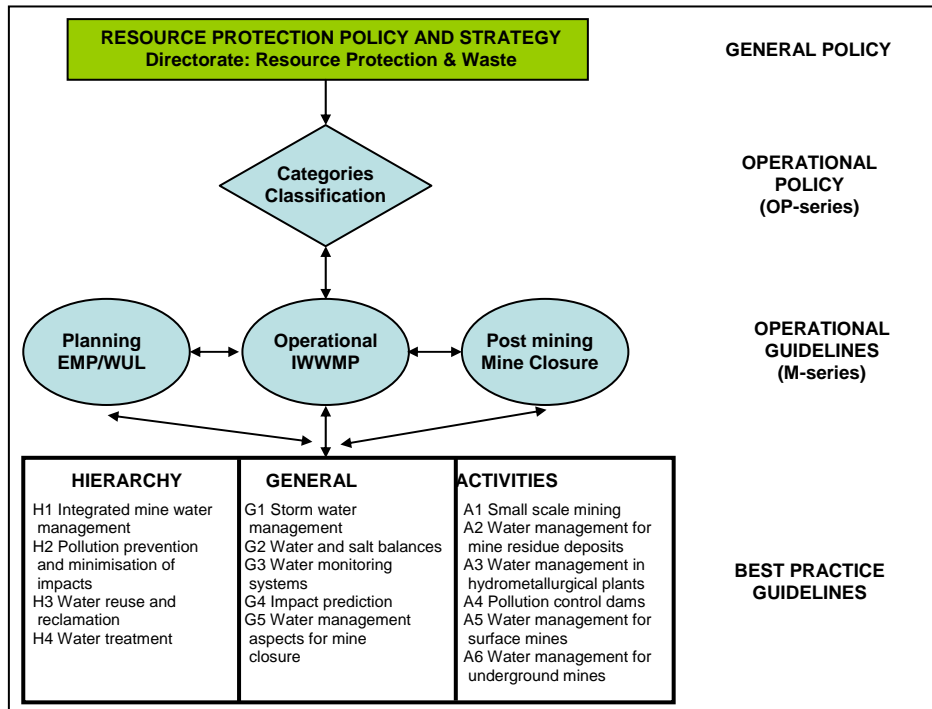 RESOURCE PROTECTION POLICY AND STRATEGY
Directorate: Resource Protection & Waste
GENERAL POLICY
Categories
Classification
OPERATIONAL
POLICY
(OP-series)
Planning
EMP/WUL
Operational
IWWMP
Post mining
Mine Closure
OPERATIONAL
GUIDELINES
(M-series)
HIERARCHY
H1 Integrated mine water
management
H2 Pollution prevention
and minimisation of
impacts
H3 Water reuse and
reclamation
H4 Water treatment
GENERAL
G1 Storm water
management
G2 Water and salt balances
G3 Water monitoring
systems
G4 Impact prediction
G5 Water management
aspects for mine
closure
ACTIVITIES
A1 Small scale mining
A2 Water management for
mine residue deposits
A3 Water management in
hydrometallurgical plants
A4 Pollution control dams
A5 Water management for
surface mines
A6 Water management for
underground mines
BEST PRACTICE
GUIDELINES